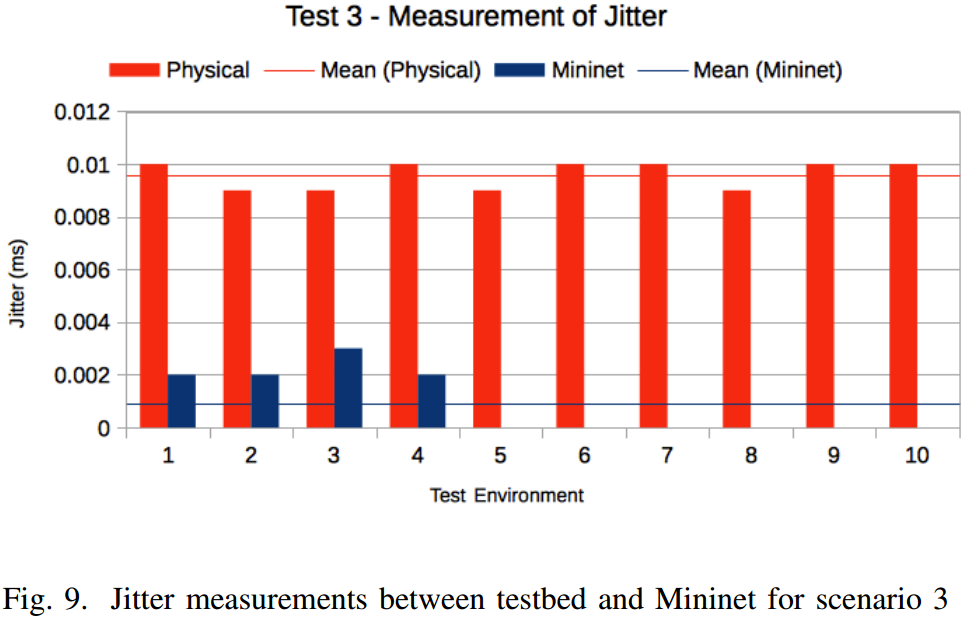 Test 3 - Measurement of Jitter
Physical Mean (Physical) Mininet Mean (Mininet)
0.012
0.01
0.008
0.006
0.004
0.002
0
Jitter (ms)
1 2 3 4 5 6 7 8 9 10
Test Environment
Fig. 9. Jitter measurements between testbed and Mininet for scenario 3